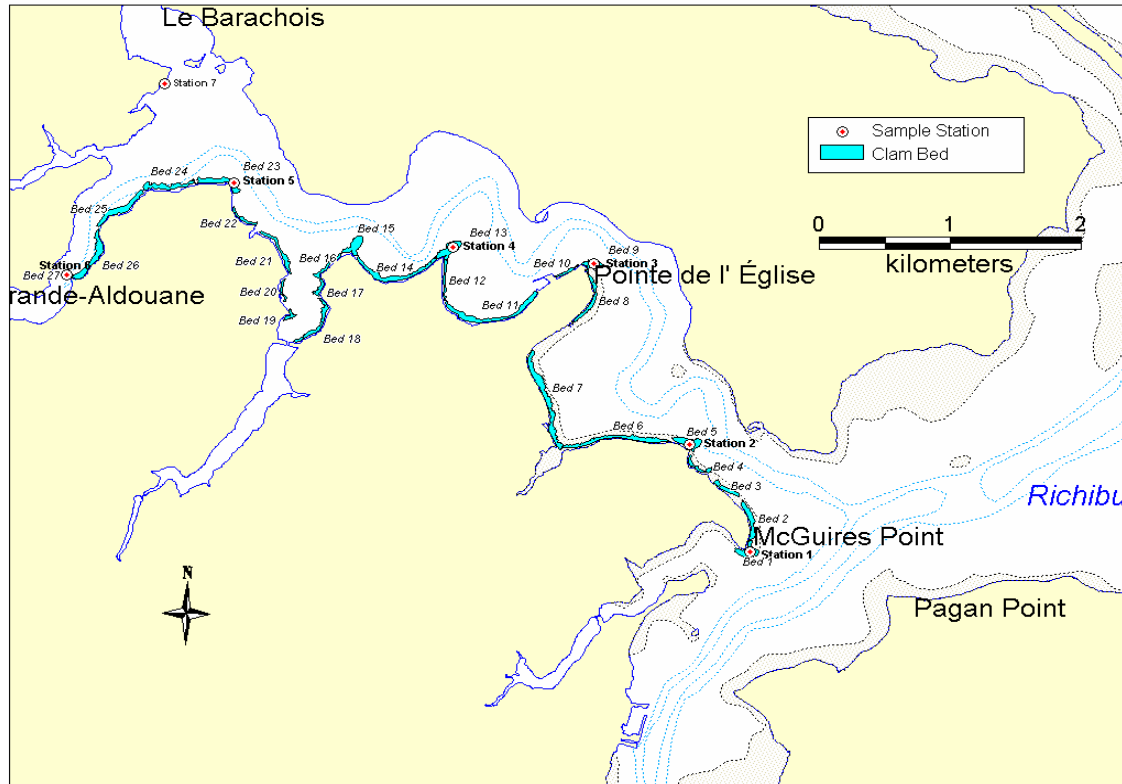 Le Barachois
Station 7
Sample Station
Clam Bed
0 1 2
kilometers
Bed 24
Bed 23
Station 5
Bed 25
Bed 22
Bed 15
Bed 13
Station 4
Bed 9
Station 3
Bed 10
Pointe de l' Église
Station 6
Bed 27
Bed 26
Bed 21
Bed 16
Bed 14
Bed 12
rande-Aldouane
Bed 20
Bed 17
Bed 11
Bed 8
Bed 19
Bed 18
Bed 7
Bed 6
Bed 5
Station 2
Bed 4
Bed 3
Richibu
Bed 2
McGuires Point
Station 1
Bed 1
N
Pagan Point